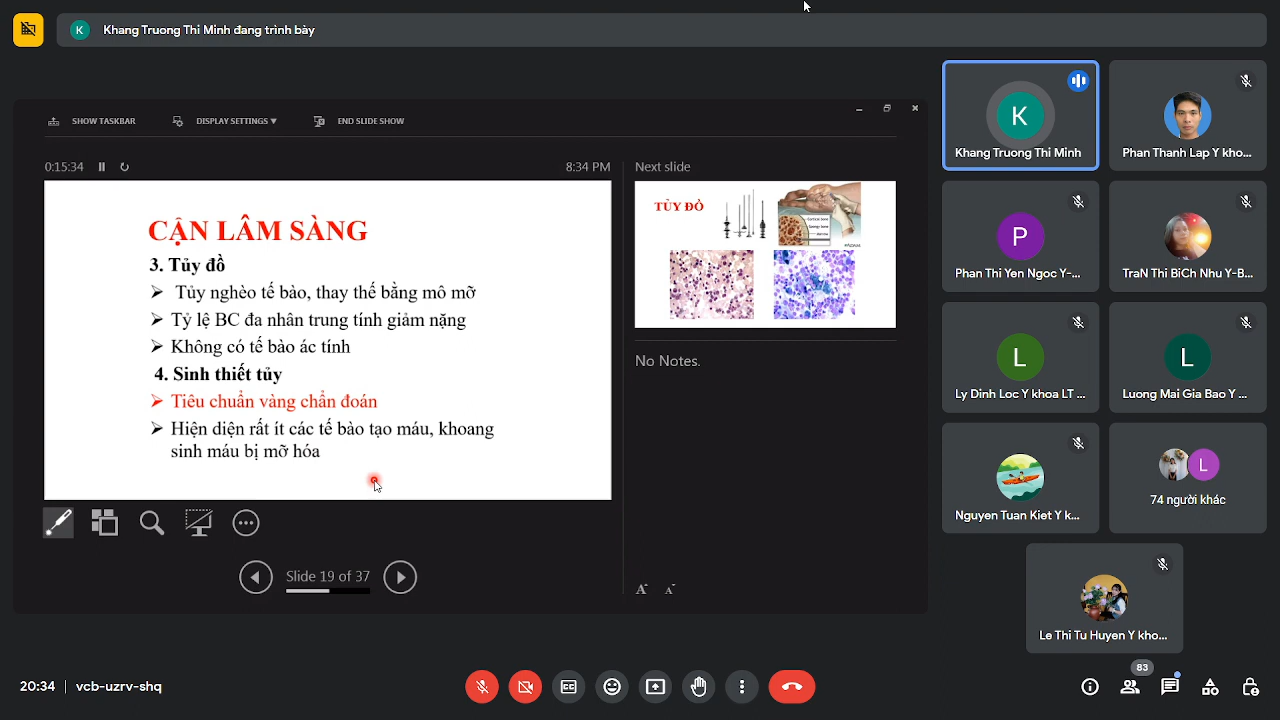 K Khang Truong Thi Minh đang trình bày
SHOW TASKBAR
DISPLAY SETTINGS ▾
END SLIDE SHOW
0:15:34
8:34 PM
CẬN LÂM SÀNG
3. Tủy đồ
➢ Tủy nghèo tế bào, thay thế bằng mô mỡ
➢ Tỷ lệ BC đa nhân trung tính giảm nặng
➢ Không có tế bào ác tính
4. Sinh thiết tủy
➢ Tiêu chuẩn vàng chẩn đoán
➢ Hiện diện rất ít các tế bào tạo máu, khoang
sinh máu bị mỡ hóa
Slide 19 of 37
Next slide
TỦY ĐỒ
No Notes.
A A
K
Khang Truong Thi Minh
Phan Thanh Lap Y kho...
P
Phan Thi Yen Ngoc Y-...
TraN Thi BiCh Nhu Y-B...
L
Ly Dinh Loc Y khoa LT ...
L
Luong Mai Gia Bao Y ...
Nguyen Tuan Kiet Y k...
L
74 người khác
Le Thi Tu Huyen Y kho...
20:34 | vcb-uzrv-shq
83